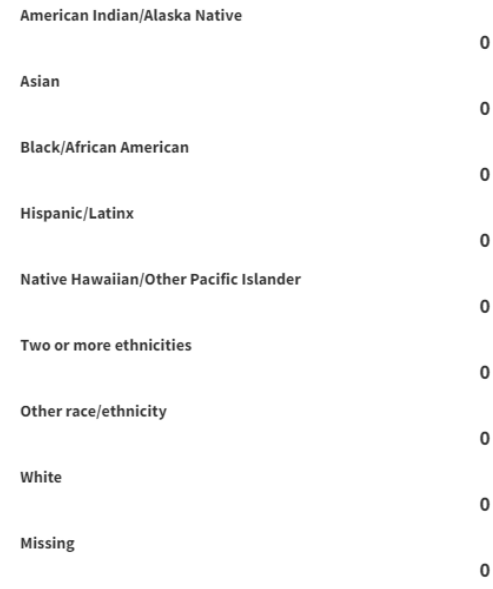 American Indian/Alaska Native
0
Asian
0
Black/African American
0
Hispanic/Latinx
0
Native Hawaiian/Other Pacific Islander
0
Two or more ethnicities
0
Other race/ethnicity
0
White
0
Missing
0